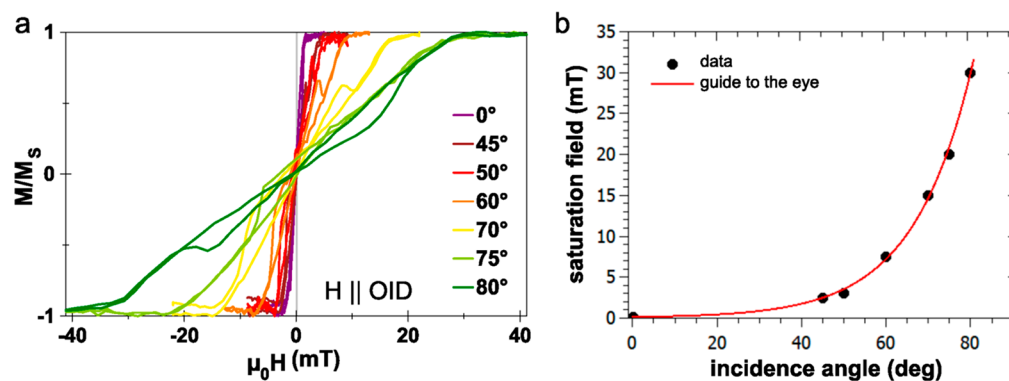 a
M/Ms
1
0
-1
0°
45°
50°
60°
70°
75°
80°
H || OID
-40 -20 0 20 40
μ₀H (mT)
b
saturation field (mT)
35
30
25
20
15
10
5
0
data
guide to the eye
0 20 40 60 80
incidence angle (deg)